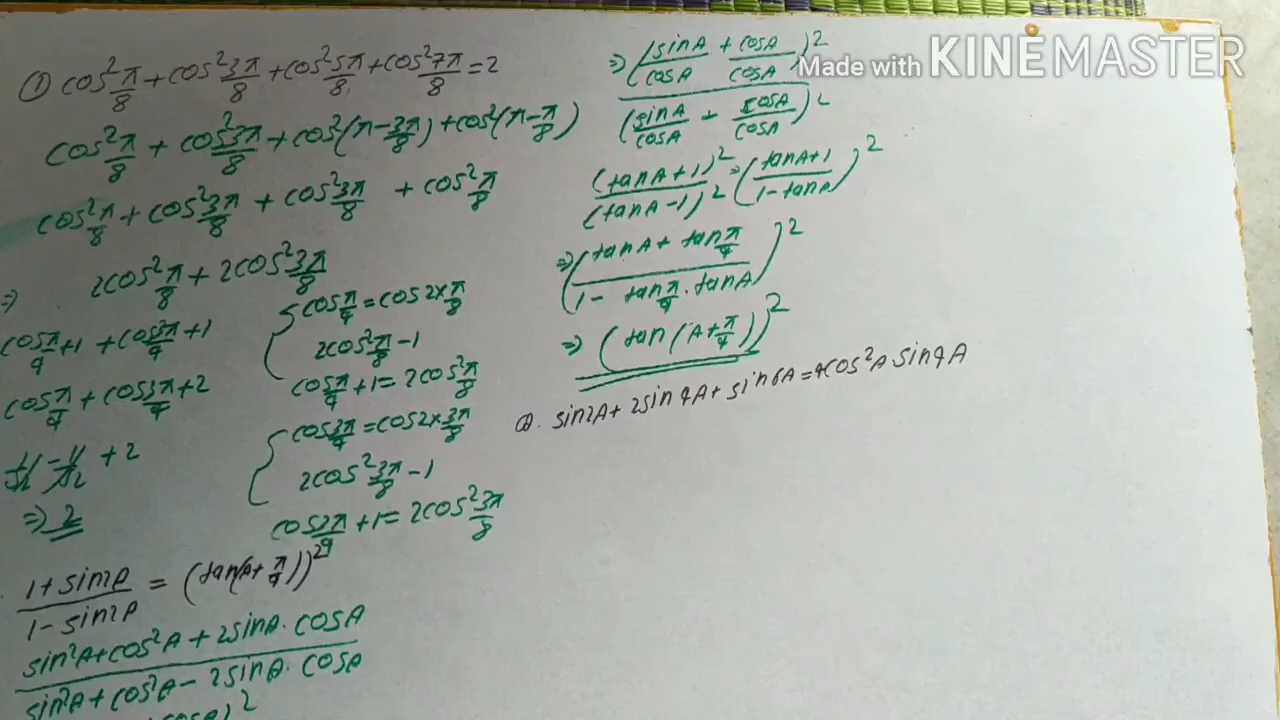 ① cos²π/8 + cos²3π/8 + cos²5π/8 + cos²7π/8 = 2
cos²π/8 + cos²3π/8 + cos²(π-3π/8) + cos²(π-π/8)
cos²π/8 + cos²3π/8 + cos²3π/8 + cos²π/8
⇒ 2cos²π/8 + 2cos²3π/8
cosπ/4 + 1 + cos3π/4 + 1
cosπ/4 + cos3π/4 + 2
1/√2 - 1/√2 + 2
⇒ 2
{ cosπ/4 = cos2×π/8
2cos²π/8 - 1
cosπ/4 + 1 = 2cos²π/8
{ cos3π/4 = cos2×3π/8
2cos²3π/8 - 1
cos3π/4 + 1 = 2cos²3π/8
1+sin2A/1-sin2A = (tan(A+π/4))²
sin²A+cos²A+2sinA·cosA
sin²A+cos²A-2sinA·cosA
cosA)²
⇒ (sinA/cosA + cosA/cosA)²
(sinA/cosA - cosA/cosA)²
(tanA+1)²/(tanA-1)² = (tanA+1/1-tanA)²
⇒ (tanA + tanπ/4 / 1 - tanπ/4·tanA)²
⇒ (tan(A+π/4))²
. sin2A + 2sin4A + sin6A = 4cos²A sin4A
Made with KINEMASTER